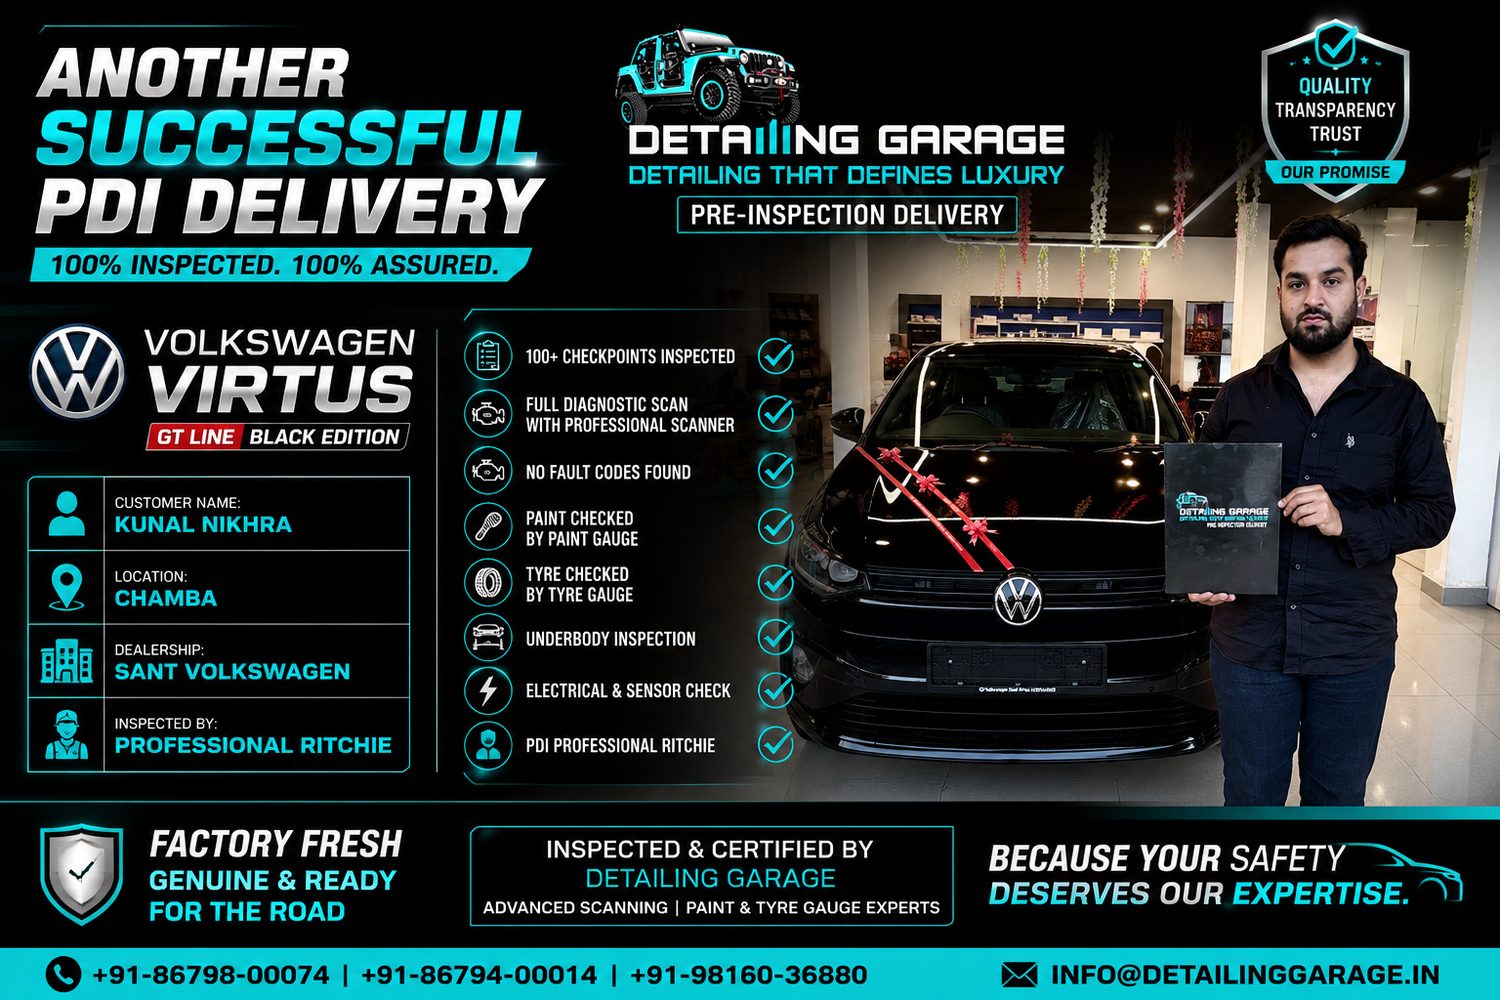 ANOTHER
SUCCESSFUL
PDI DELIVERY
100% INSPECTED. 100% ASSURED.
DETAILING GARAGE
DETAILING THAT DEFINES LUXURY
PRE-INSPECTION DELIVERY
QUALITY
TRANSPARENCY
TRUST
OUR PROMISE
VOLKSWAGEN
VIRTUS
GT LINE BLACK EDITION
CUSTOMER NAME:
KUNAL NIKHRA
LOCATION:
CHAMBA
DEALERSHIP:
SANT VOLKSWAGEN
INSPECTED BY:
PROFESSIONAL RITCHIE
100+ CHECKPOINTS INSPECTED
FULL DIAGNOSTIC SCAN
WITH PROFESSIONAL SCANNER
NO FAULT CODES FOUND
PAINT CHECKED
BY PAINT GAUGE
TYRE CHECKED
BY TYRE GAUGE
UNDERBODY INSPECTION
ELECTRICAL & SENSOR CHECK
PDI PROFESSIONAL RITCHIE
DETAILING GARAGE
FACTORY FRESH
GENUINE & READY
FOR THE ROAD
INSPECTED & CERTIFIED BY
DETAILING GARAGE
ADVANCED SCANNING | PAINT & TYRE GAUGE EXPERTS
BECAUSE YOUR SAFETY
DESERVES OUR EXPERTISE.
+91-86798-00074 | +91-86794-00014 | +91-98160-36880
INFO@DETAILINGGARAGE.IN